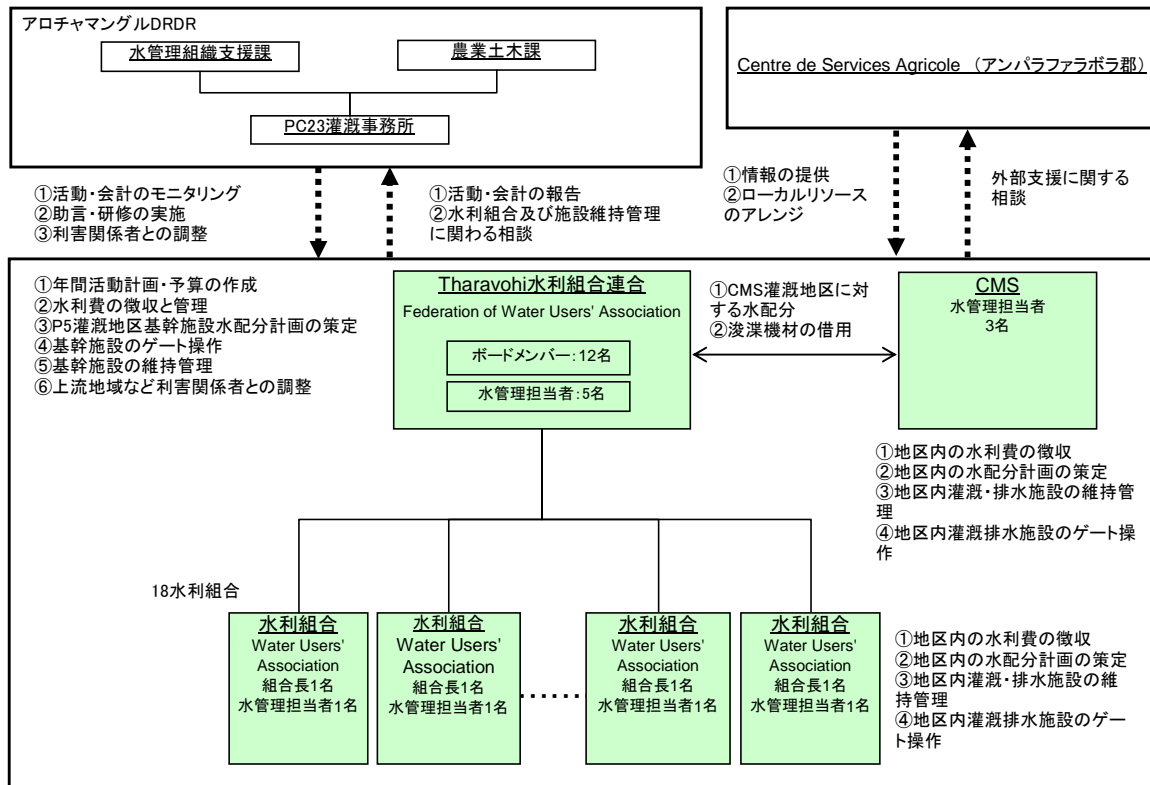 アロチャマングルDRDR
水管理組織支援課
農業土木課
PC23灌漑事務所
Centre de Services Agricole （アンパラファラボラ郡）
①活動・会計のモニタリング
②助言・研修の実施
③利害関係者との調整
①活動・会計の報告
②水利組合及び施設維持管理
に関わる相談
①情報の提供
②ローカルリソース
のアレンジ
外部支援に関する
相談
①年間活動計画・予算の作成
②水利費の徴収と管理
③P5灌漑地区基幹施設水配分計画の策定
④基幹施設のゲート操作
⑤基幹施設の維持管理
⑥上流地域など利害関係者との調整
Tharavohi水利組合連合
Federation of Water Users' Association
ボードメンバー：12名
水管理担当者：5名
①CMS灌漑地区に対
する水配分
②浚渫機材の借用
CMS
水管理担当者
3名
①地区内の水利費の徴収
②地区内の水配分計画の策定
③地区内灌漑・排水施設の維持管
理
④地区内灌漑排水施設のゲート操
作
18水利組合
水利組合
Water Users'
Association
組合長1名
水管理担当者1名
水利組合
Water Users'
Association
組合長1名
水管理担当者1名
水利組合
Water Users'
Association
組合長1名
水管理担当者1名
水利組合
Water Users'
Association
組合長1名
水管理担当者1名
①地区内の水利費の徴収
②地区内の水配分計画の策定
③地区内灌漑・排水施設の維
持管理
④地区内灌漑排水施設のゲー
ト操作